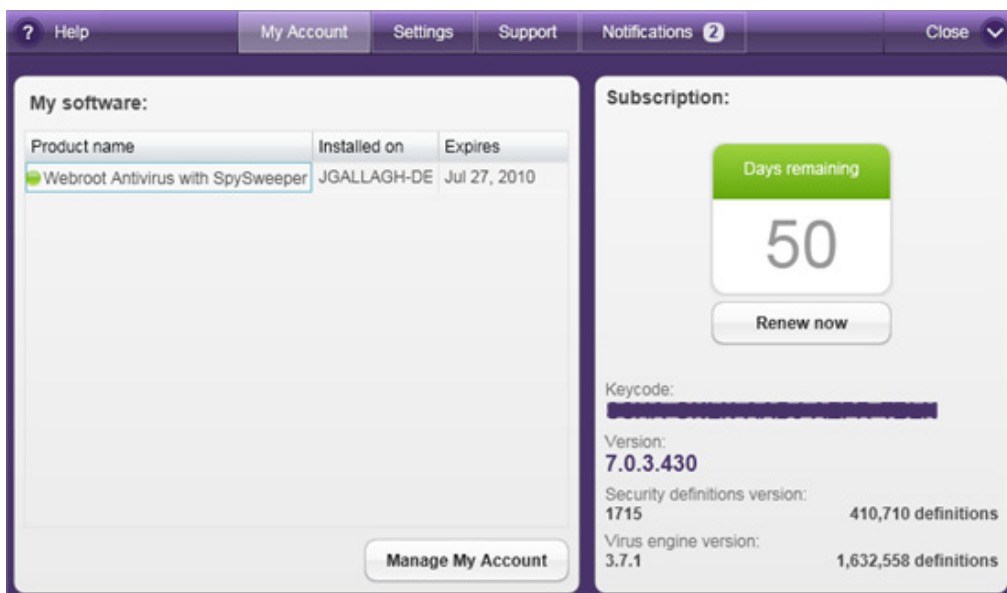 ? Help My Account Settings Support Notifications 2 Close
My software:
Product name Installed on Expires
Webroot Antivirus with SpySweeper JGALLAGH-DE Jul 27, 2010
Manage My Account
Subscription:
Days remaining
50
Renew now
Keycode:
Version:
7.0.3.430
Security definitions version:
1715 410,710 definitions
Virus engine version:
3.7.1 1,632,558 definitions